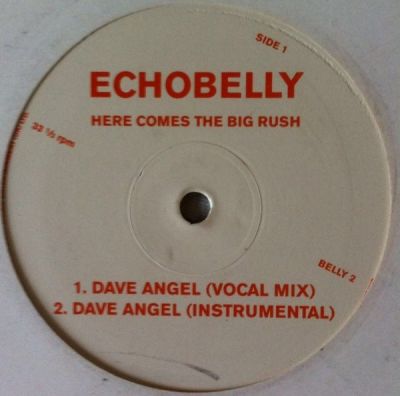 SIDE 1
ECHOBELLY
HERE COMES THE BIG RUSH
33 ⅓ rpm
BELLY 2
1. DAVE ANGEL (VOCAL MIX)
2. DAVE ANGEL (INSTRUMENTAL)